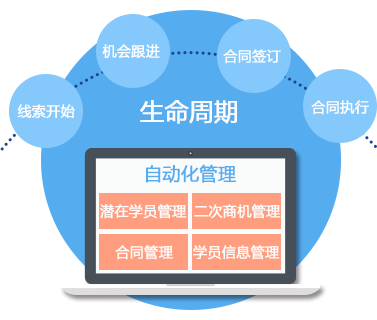 机会跟进
合同签订
线索开始
合同执行
生命周期
自动化管理
潜在学员管理
二次商机管理
合同管理
学员信息管理